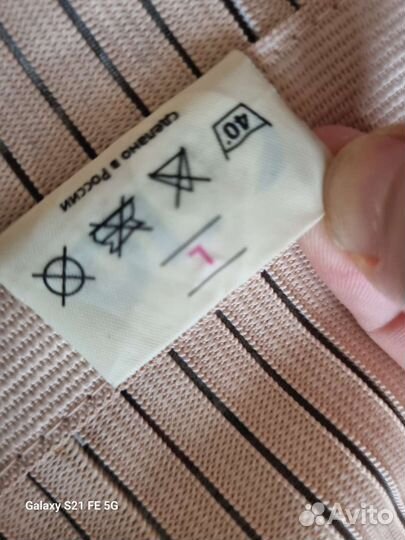 сделано в России
40°
L
Galaxy S21 FE 5G
Avito